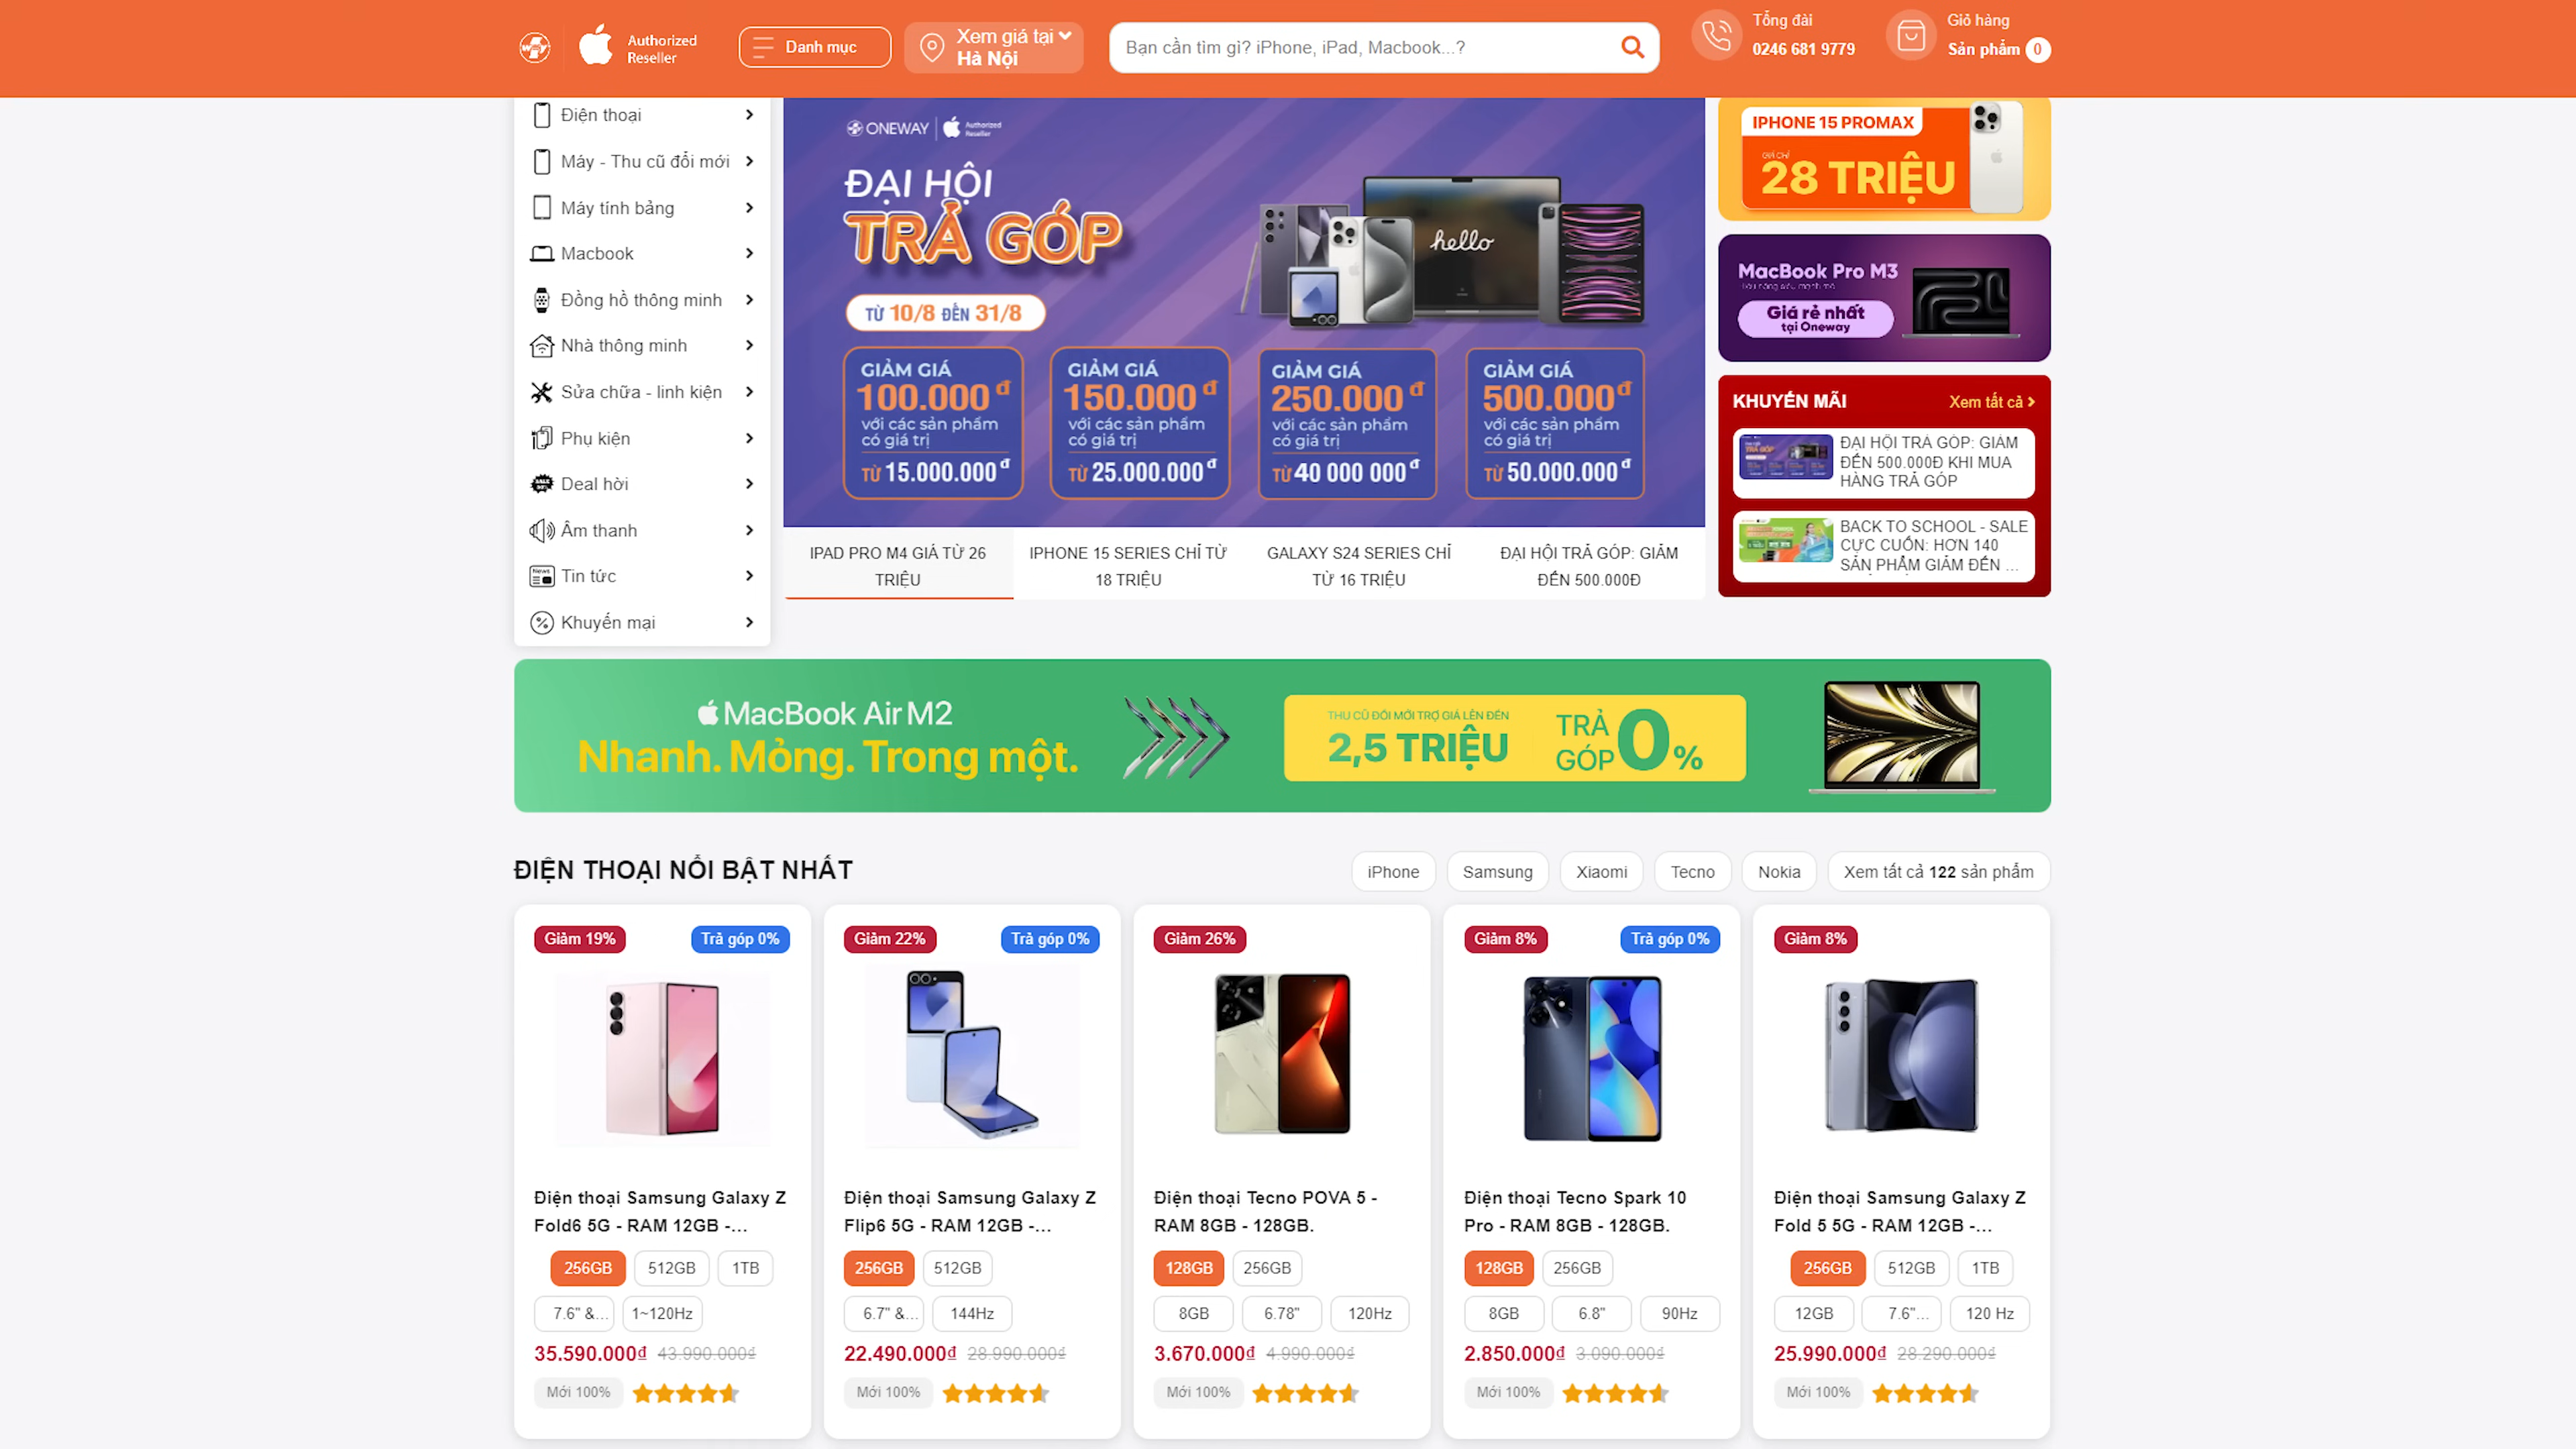 Authorized
Reseller
Danh mục
Xem giá tại
Hà Nội
Bạn cần tìm gì? iPhone, iPad, Macbook...?
Tổng đài
0246 681 9779
Giỏ hàng
Sản phẩm 0
Điện thoại
Máy - Thu cũ đổi mới
Máy tính bảng
Macbook
Đồng hồ thông minh
Nhà thông minh
Sửa chữa - linh kiện
Phụ kiện
Deal hời
Âm thanh
Tin tức
Khuyến mại
ONEWAY
Authorized
Reseller
ĐẠI HỘI
TRẢ GÓP
TỪ 10/8 ĐẾN 31/8
hello
GIẢM GIÁ
100.000đ
với các sản phẩm
có giá trị
TỪ 15.000.000đ
GIẢM GIÁ
150.000đ
với các sản phẩm
có giá trị
TỪ 25.000.000đ
GIẢM GIÁ
250.000đ
với các sản phẩm
có giá trị
TỪ 40 000 000đ
GIẢM GIÁ
500.000đ
với các sản phẩm
có giá trị
TỪ 50.000.000đ
IPAD PRO M4 GIÁ TỪ 26
TRIỆU
IPHONE 15 SERIES CHỈ TỪ
18 TRIỆU
GALAXY S24 SERIES CHỈ
TỪ 16 TRIỆU
ĐẠI HỘI TRẢ GÓP: GIẢM
ĐẾN 500.000Đ
IPHONE 15 PROMAX
GIÁ CHỈ
28 TRIỆU
MacBook Pro M3
Giá rẻ nhất
tại Oneway
KHUYẾN MÃI
Xem tất cả
ĐẠI HỘI TRẢ GÓP: GIẢM
ĐẾN 500.000Đ KHI MUA
HÀNG TRẢ GÓP
BACK TO SCHOOL - SALE
CỰC CUỐN: HƠN 140
SẢN PHẨM GIẢM ĐẾN ...
MacBook Air M2
Nhanh. Mỏng. Trong một.
THU CŨ ĐỔI MỚI TRỢ GIÁ LÊN ĐẾN
2,5 TRIỆU
TRẢ
GÓP 0%
ĐIỆN THOẠI NỔI BẬT NHẤT
iPhone
Samsung
Xiaomi
Tecno
Nokia
Xem tất cả 122 sản phẩm
Giảm 19%
Trả góp 0%
Điện thoại Samsung Galaxy Z
Fold6 5G - RAM 12GB -...
256GB 512GB 1TB
7.6" &... 1~120Hz
35.590.000₫ 43.990.000₫
Mới 100%
Giảm 22%
Trả góp 0%
Điện thoại Samsung Galaxy Z
Flip6 5G - RAM 12GB -...
256GB 512GB
6.7" &... 144Hz
22.490.000₫ 28.990.000₫
Mới 100%
Giảm 26%
Điện thoại Tecno POVA 5 -
RAM 8GB - 128GB.
128GB 256GB
8GB 6.78" 120Hz
3.670.000₫ 4.990.000₫
Mới 100%
Giảm 8%
Trả góp 0%
Điện thoại Tecno Spark 10
Pro - RAM 8GB - 128GB.
128GB 256GB
8GB 6.8" 90Hz
2.850.000₫ 3.090.000₫
Mới 100%
Giảm 8%
Điện thoại Samsung Galaxy Z
Fold 5 5G - RAM 12GB -...
256GB 512GB 1TB
12GB 7.6"... 120 Hz
25.990.000₫ 28.290.000₫
Mới 100%